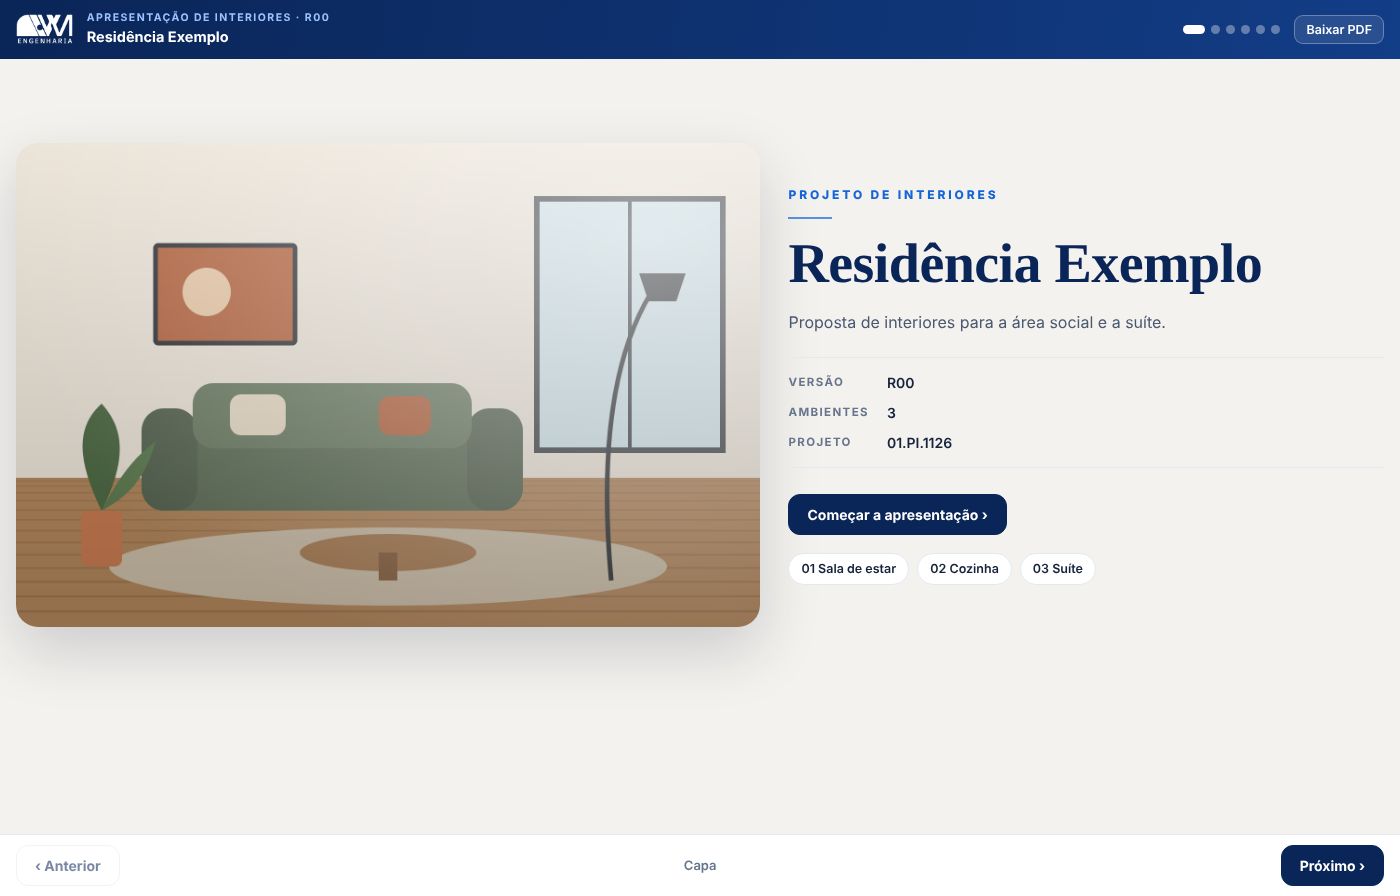 ENGENHARIA
APRESENTAÇÃO DE INTERIORES · R00
Residência Exemplo
Baixar PDF
PROJETO DE INTERIORES
Residência Exemplo
Proposta de interiores para a área social e a suíte.
VERSÃO R00
AMBIENTES 3
PROJETO 01.PI.1126
Começar a apresentação ›
01 Sala de estar 02 Cozinha 03 Suíte
‹ Anterior
Capa
Próximo ›